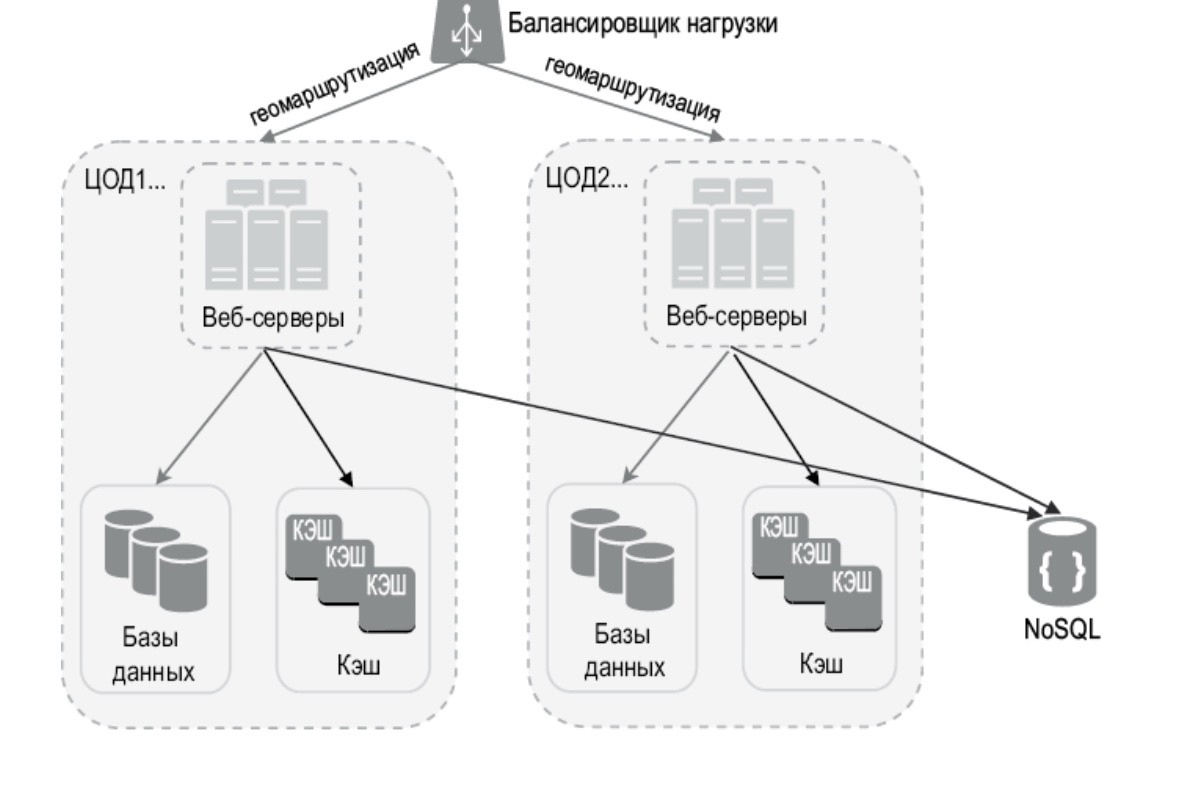 Балансировщик нагрузки
геомаршрутизация
геомаршрутизация
ЦОД1...
Веб-серверы
КЭШ
КЭШ
КЭШ
Базы
данных
Кэш
ЦОД2...
Веб-серверы
КЭШ
КЭШ
КЭШ
Базы
данных
Кэш
{ }
NoSQL